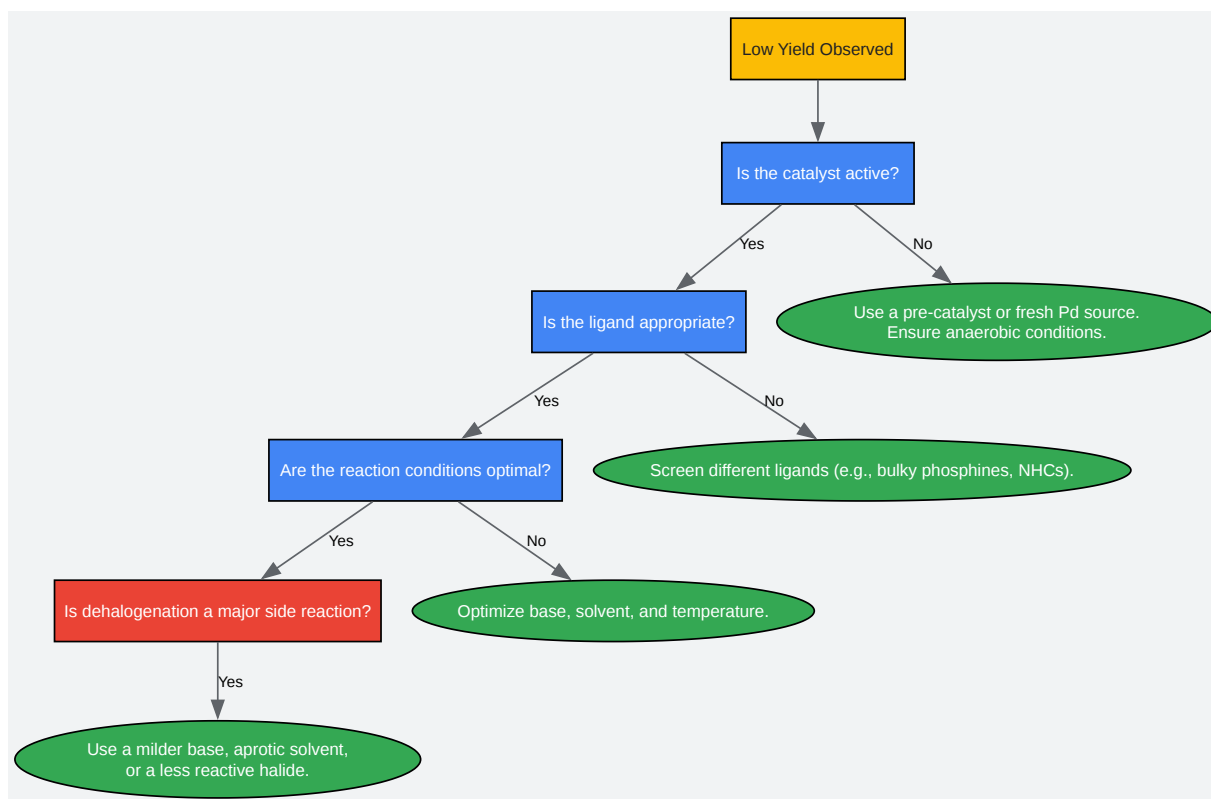 Low Yield Observed
Is the catalyst active?
Yes
No
Is the ligand appropriate?
Use a pre-catalyst or fresh Pd source.
Ensure anaerobic conditions.
Yes
No
Are the reaction conditions optimal?
Screen different ligands (e.g., bulky phosphines, NHCs).
Yes
No
Is dehalogenation a major side reaction?
Optimize base, solvent, and temperature.
Yes
Use a milder base, aprotic solvent,
or a less reactive halide.